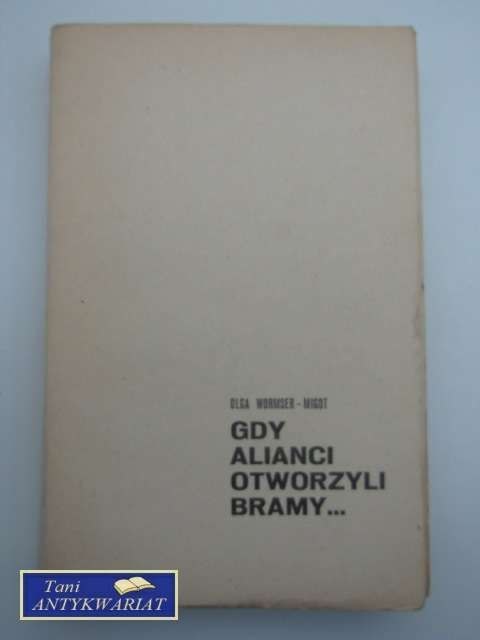 OLGA WORMSER-MIGOT
GDY
ALIANCI
OTWORZYLI
BRAMY...
Tani
ANTYKWARIAT